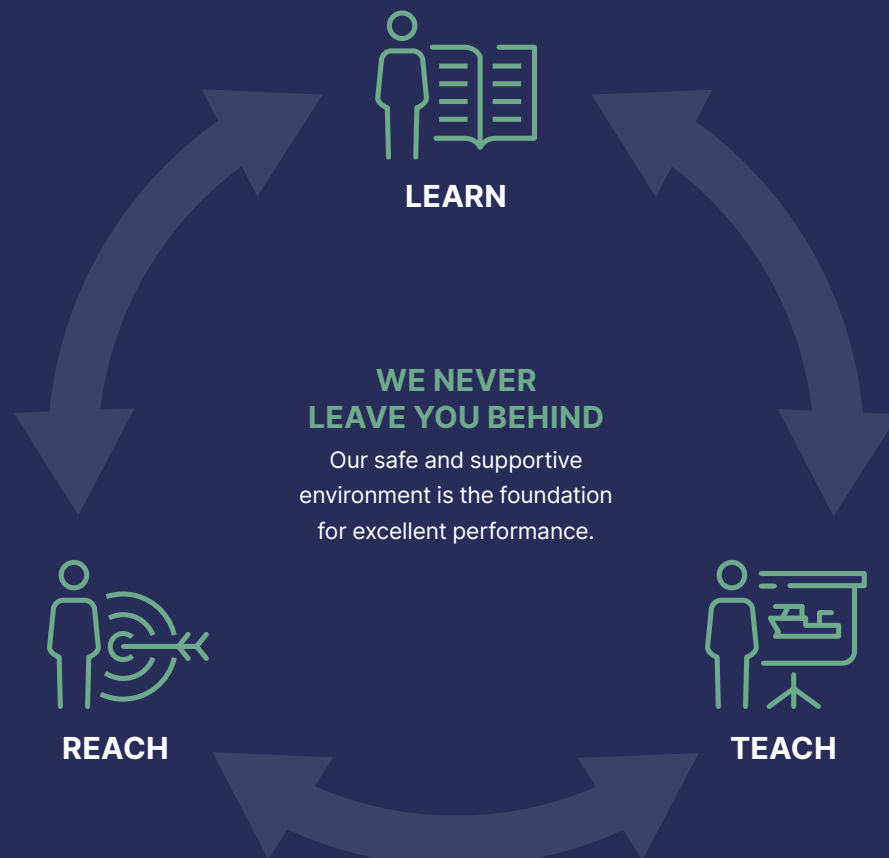 LEARN
WE NEVER
LEAVE YOU BEHIND
Our safe and supportive
environment is the foundation
for excellent performance.
REACH
TEACH